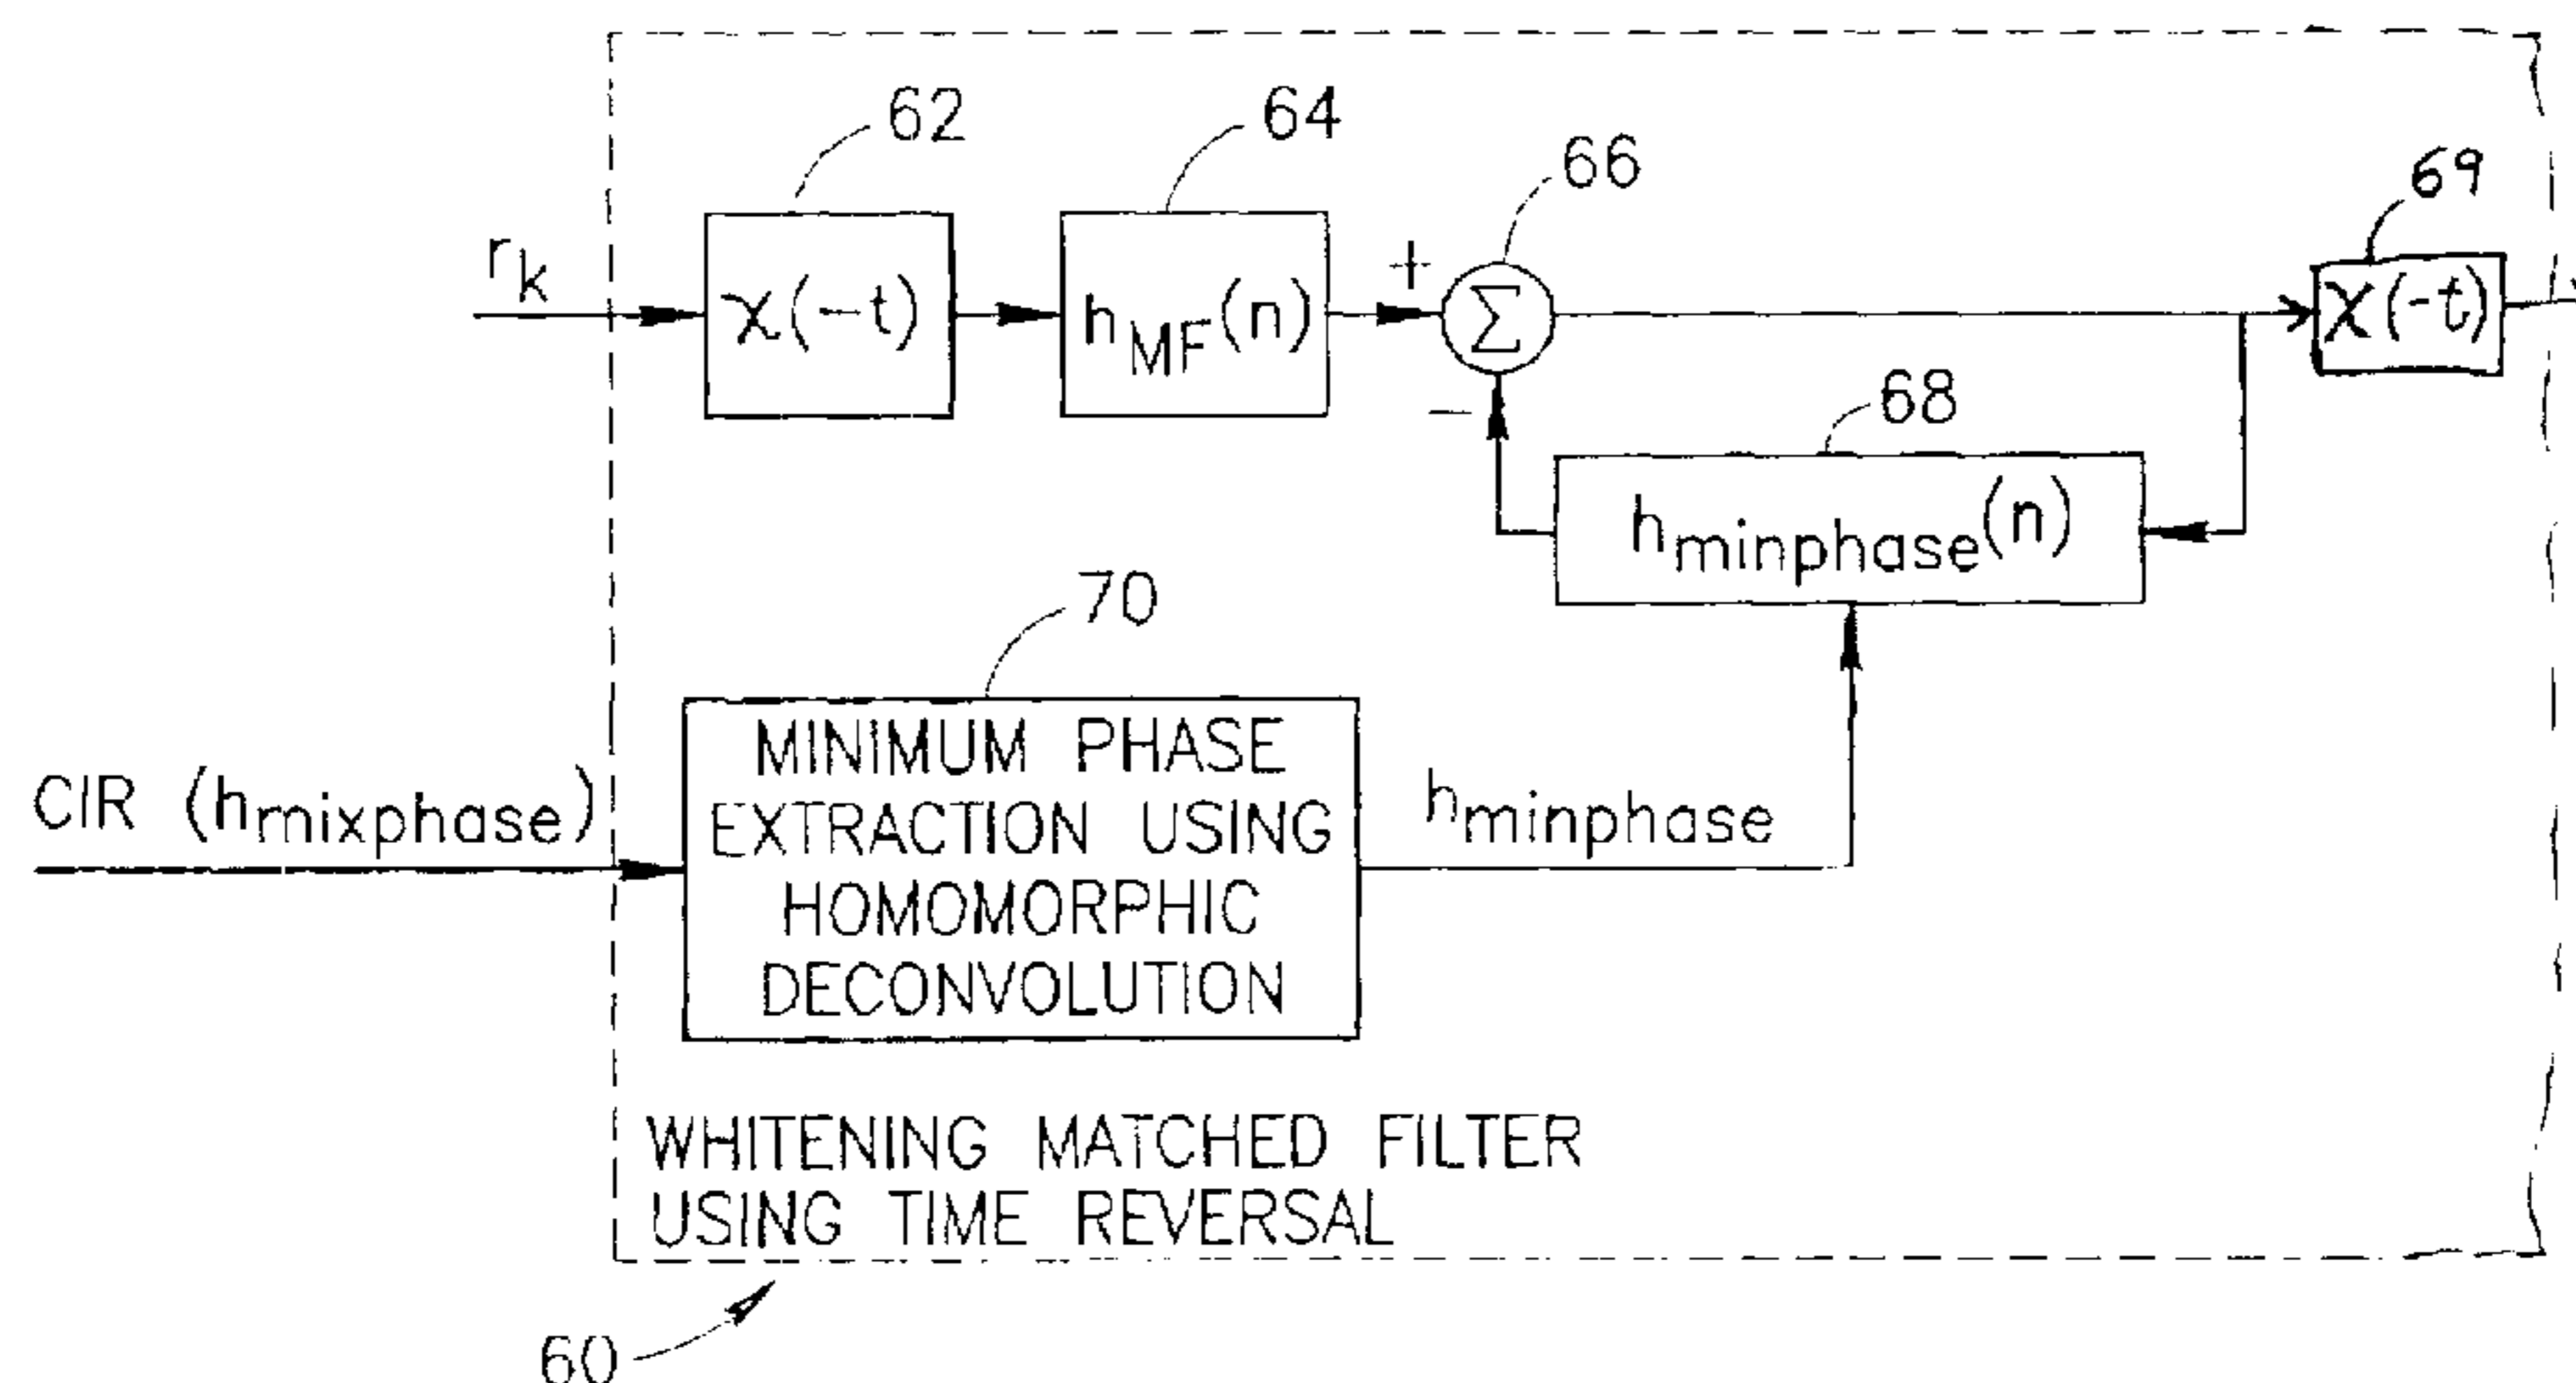 62
64
66
69
r_k
χ(-t)
h_MF(n)
+
Σ
χ(-t)
−
68
h_minphase(n)
70
CIR (h_mixphase)
MINIMUM PHASE
EXTRACTION USING
HOMOMORPHIC
DECONVOLUTION
h_minphase
WHITENING MATCHED FILTER
USING TIME REVERSAL
60